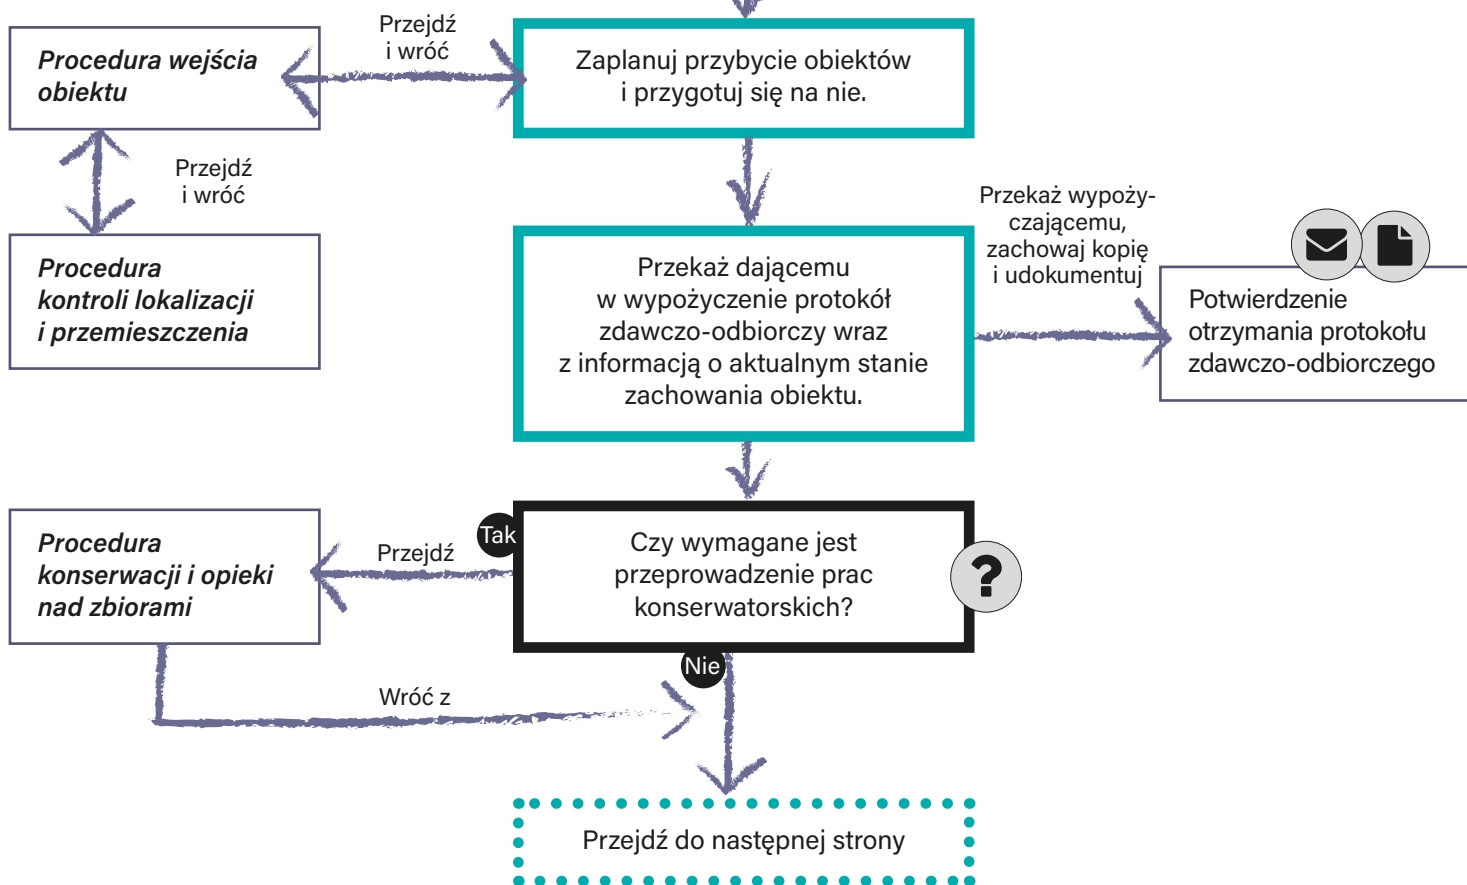 Przejdź
i wróć
Procedura wejścia
obiektu
Zaplanuj przybycie obiektów
i przygotuj się na nie.
Przejdź
i wróć
Procedura
kontroli lokalizacji
i przemieszczenia
Przekaż dającemu
w wypożyczenie protokół
zdawczo-odbiorczy wraz
z informacją o aktualnym stanie
zachowania obiektu.
Przekaż wypoży-
czającemu,
zachowaj kopię
i udokumentuj
Potwierdzenie
otrzymania protokołu
zdawczo-odbiorczego
Procedura
konserwacji i opieki
nad zbiorami
Przejdź
Tak
Czy wymagane jest
przeprowadzenie prac
konserwatorskich?
?
Nie
Wróć z
Przejdź do następnej strony